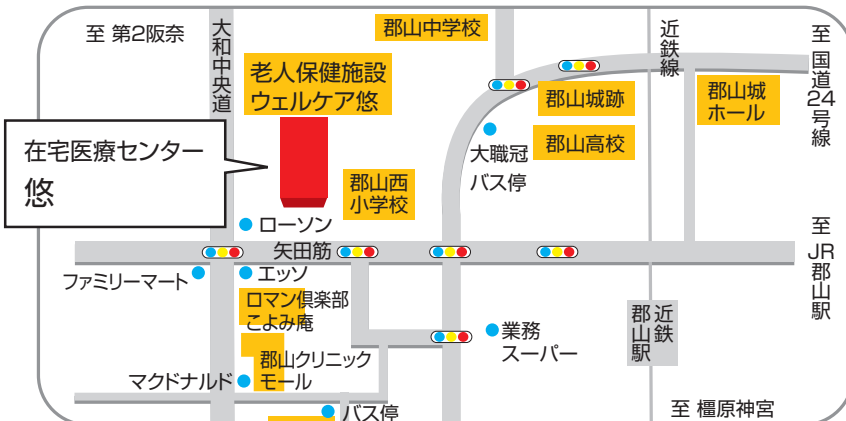 至 第2阪奈
大和中央道
郡山中学校
近鉄線
至国道24号線
老人保健施設
ウェルケア悠
郡山城跡
郡山城
ホール
在宅医療センター
悠
大職冠
バス停
郡山高校
郡山西
小学校
ローソン
矢田筋
至JR郡山駅
ファミリーマート
エッソ
ロマン倶楽部
こよみ庵
業務
スーパー
近鉄
郡山駅
郡山クリニック
モール
マクドナルド
バス停
至 橿原神宮